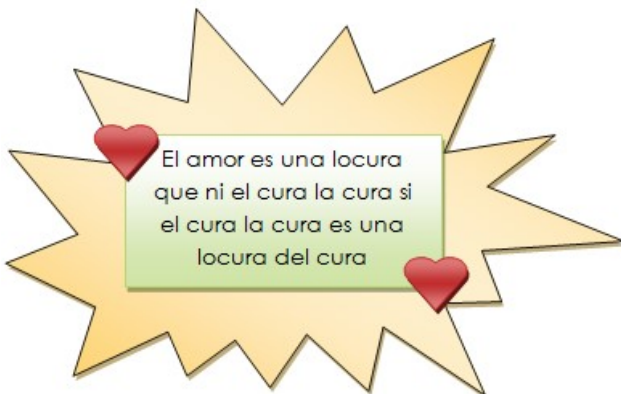 El amor es una locura
que ni el cura la cura si
el cura la cura es una
locura del cura